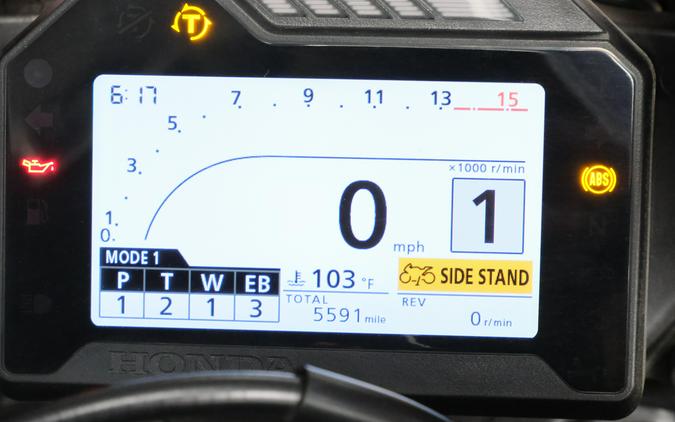 T
6:17
7. 9 . 11 . 13 15
5.
3.
1.
0.
×1000 r/min
ABS
0 mph
1
MODE 1
P T W EB
1 2 1 3
103 °F
SIDE STAND
TOTAL
5591 mile
REV
0 r/min
HONDA